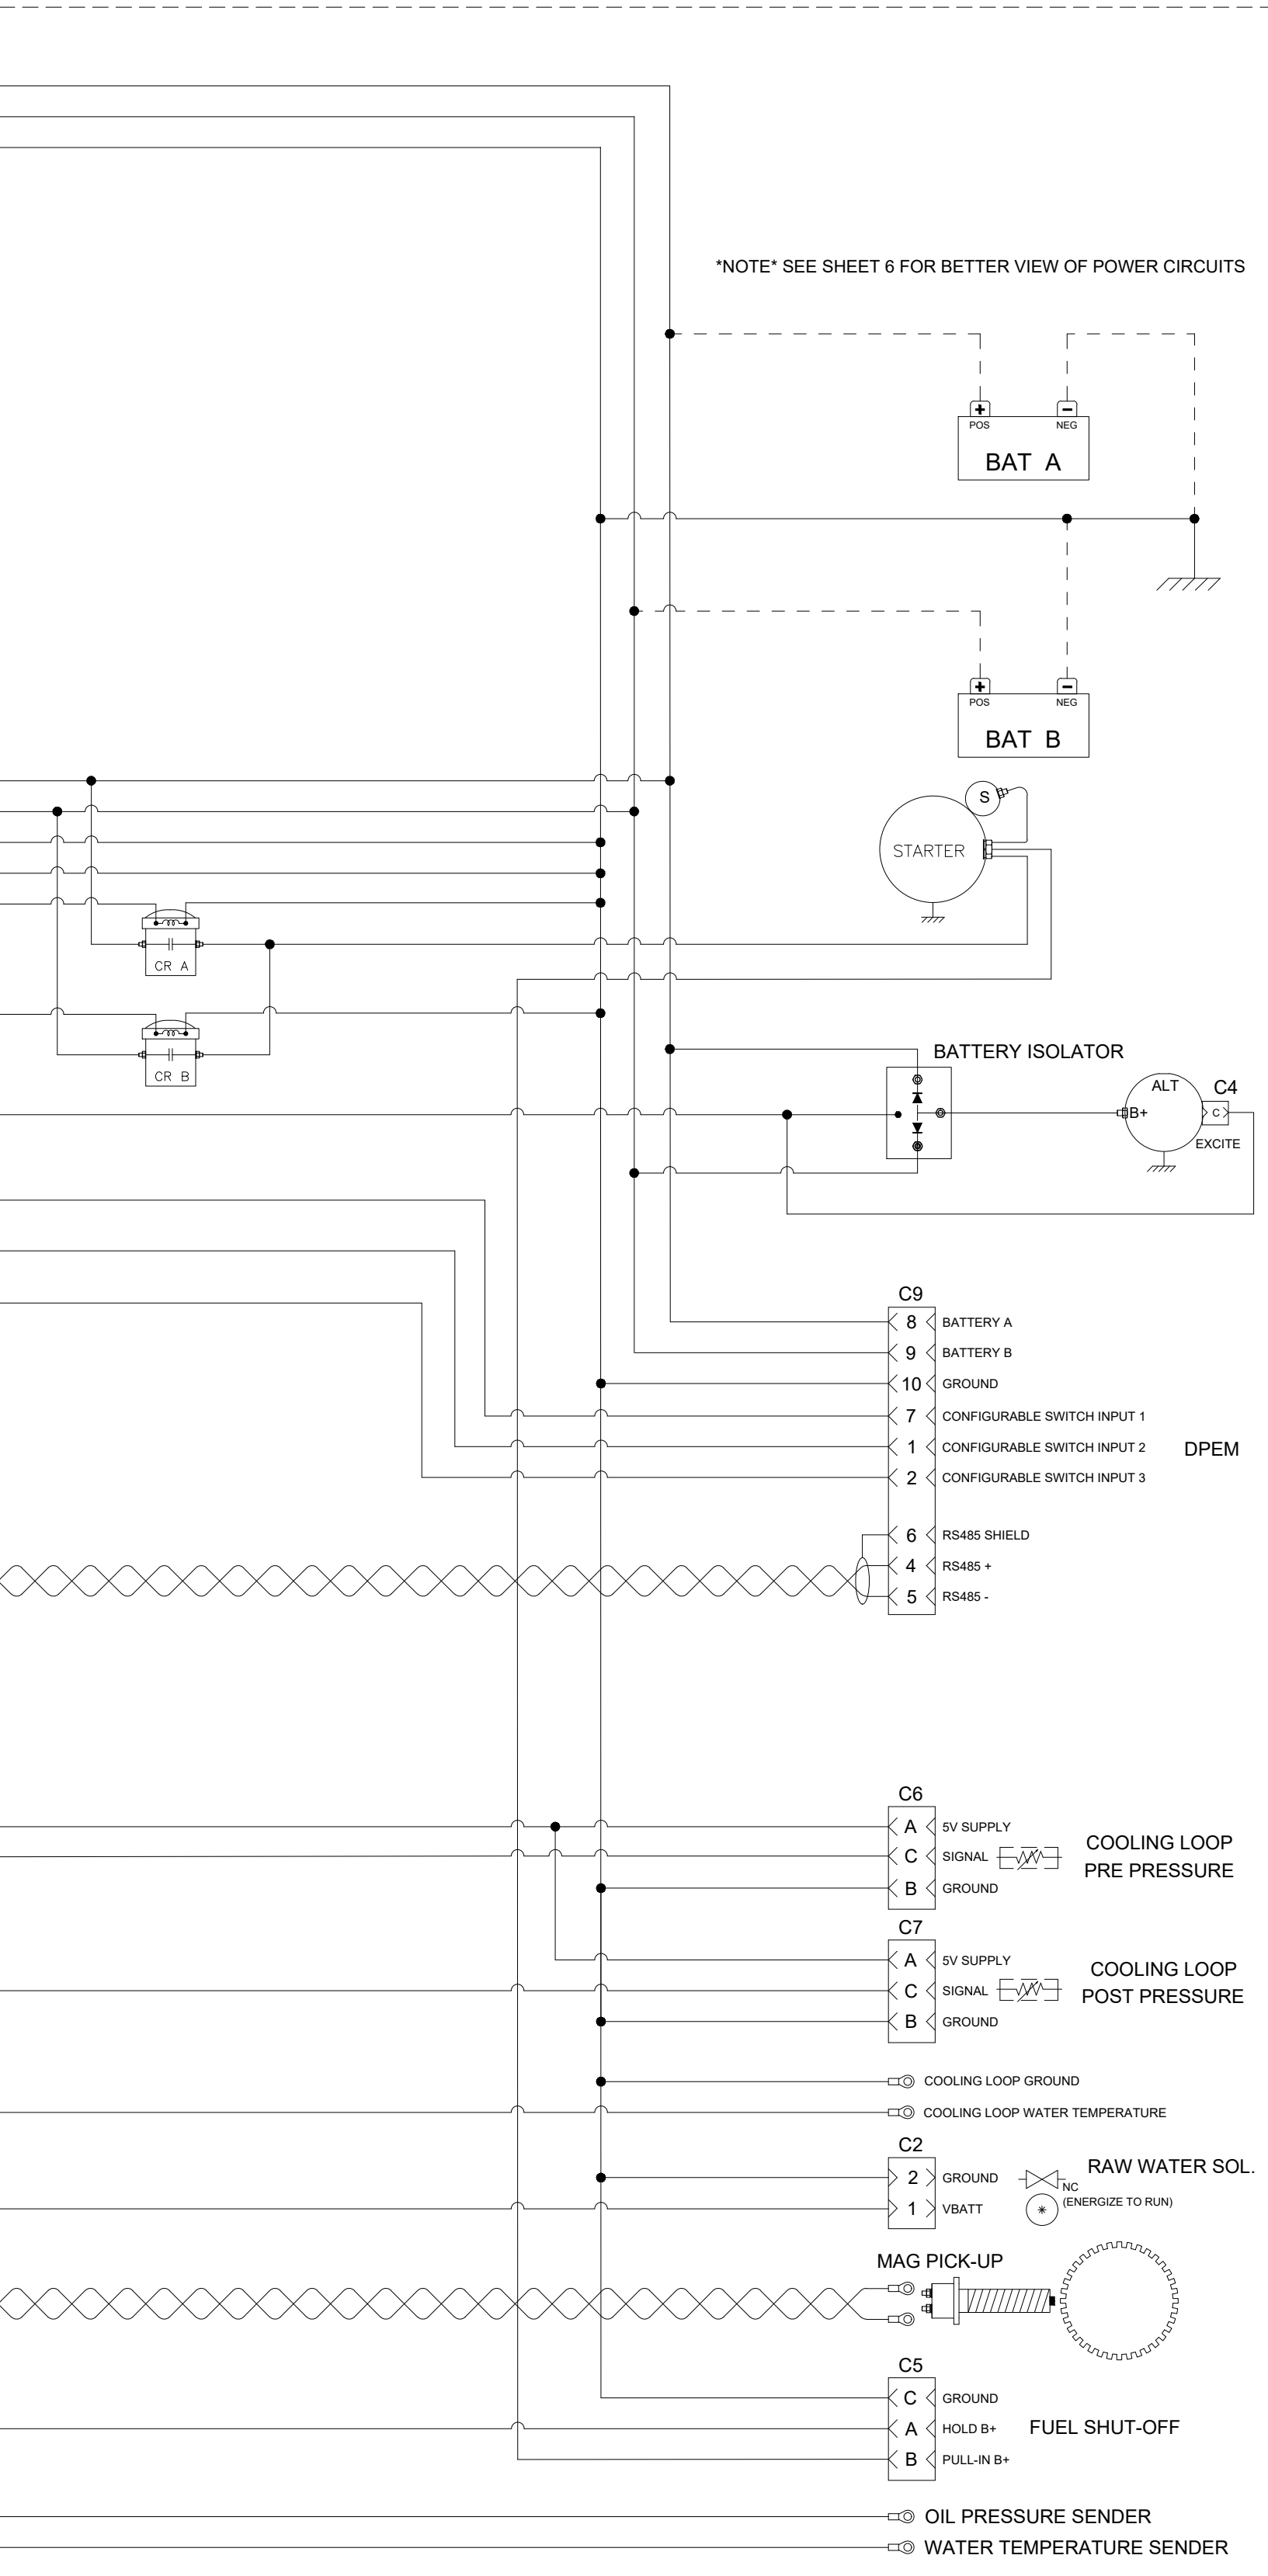 *NOTE* SEE SHEET 6 FOR BETTER VIEW OF POWER CIRCUITS
+ −
POS NEG
BAT A
+ −
POS NEG
BAT B
S
STARTER
CR A
CR B
BATTERY ISOLATOR
ALT C4
B+ C
EXCITE
C9
8 BATTERY A
9 BATTERY B
10 GROUND
7 CONFIGURABLE SWITCH INPUT 1
1 CONFIGURABLE SWITCH INPUT 2
DPEM
2 CONFIGURABLE SWITCH INPUT 3
6 RS485 SHIELD
4 RS485 +
5 RS485 -
C6
A 5V SUPPLY
C SIGNAL
B GROUND
COOLING LOOP
PRE PRESSURE
C7
A 5V SUPPLY
C SIGNAL
B GROUND
COOLING LOOP
POST PRESSURE
COOLING LOOP GROUND
COOLING LOOP WATER TEMPERATURE
C2
RAW WATER SOL.
2 GROUND
NC
(ENERGIZE TO RUN)
1 VBATT
*
MAG PICK-UP
C5
C GROUND
A HOLD B+
FUEL SHUT-OFF
B PULL-IN B+
OIL PRESSURE SENDER
WATER TEMPERATURE SENDER